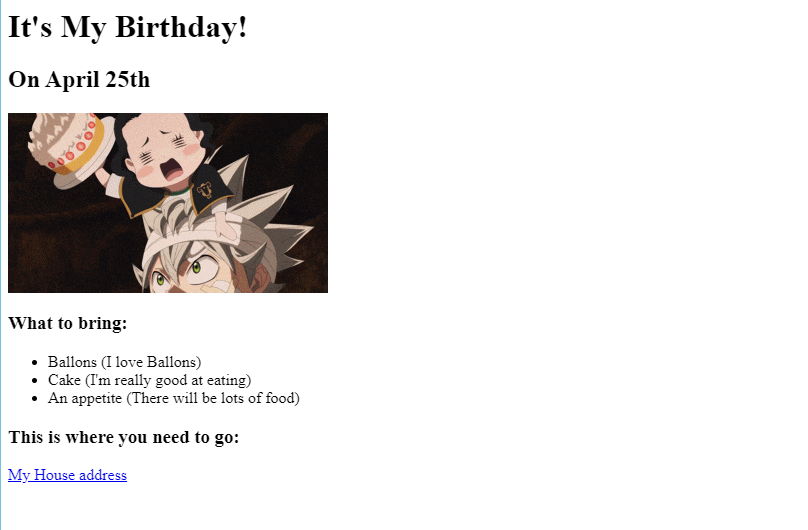 It's My Birthday!
On April 25th
What to bring:
Ballons (I love Ballons)
Cake (I'm really good at eating)
An appetite (There will be lots of food)
This is where you need to go:
My House address